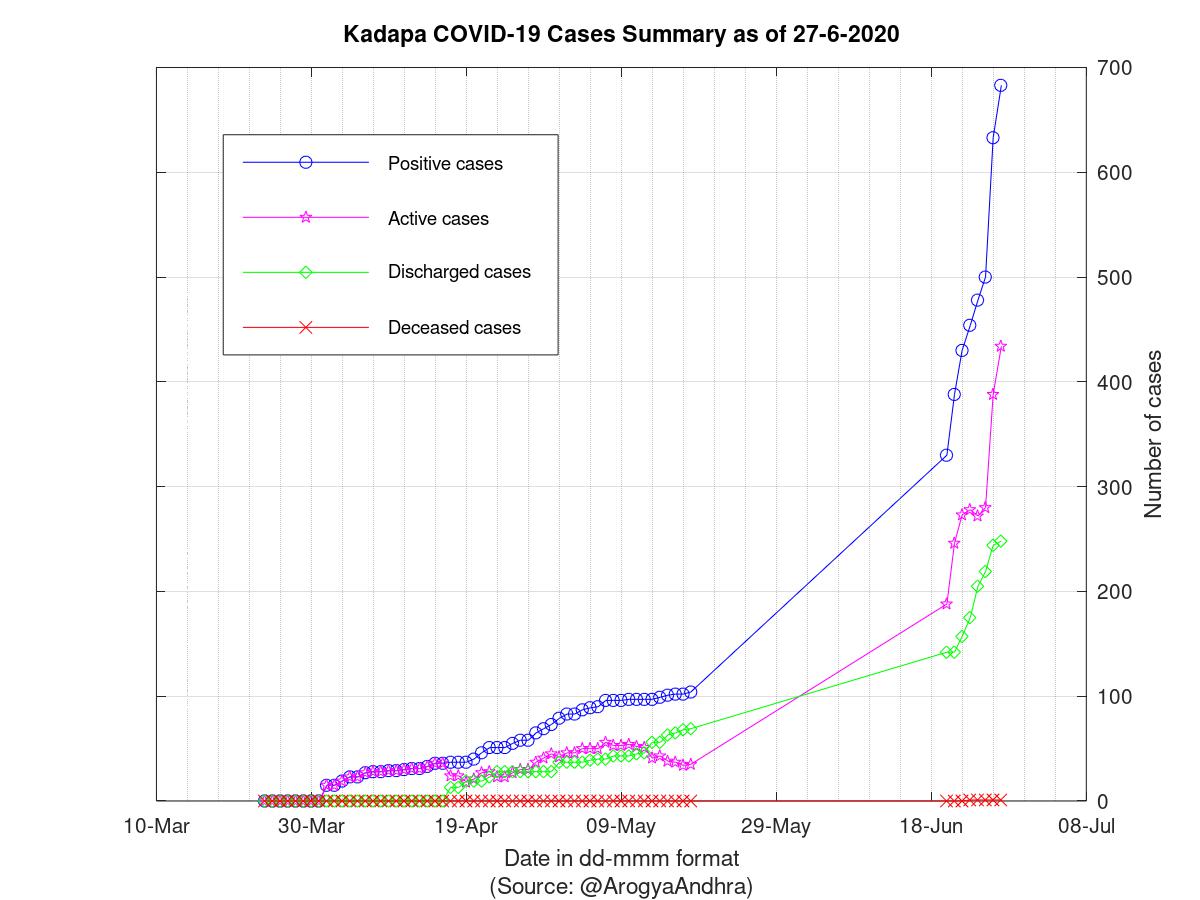 Kadapa COVID-19 Cases Summary as of 27-6-2020
Positive cases
Active cases
Discharged cases
Deceased cases
700
600
500
400
300
200
100
0
Number of cases
10-Mar 30-Mar 19-Apr 09-May 29-May 18-Jun 08-Jul
Date in dd-mmm format
(Source: @ArogyaAndhra)